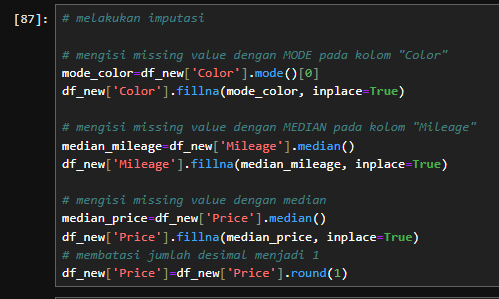 [87]: # melakukan imputasi
# mengisi missing value dengan MODE pada kolom "Color"
mode_color=df_new['Color'].mode()[0]
df_new['Color'].fillna(mode_color, inplace=True)
# mengisi missing value dengan MEDIAN pada kolom "Mileage"
median_mileage=df_new['Mileage'].median()
df_new['Mileage'].fillna(median_mileage, inplace=True)
# mengisi missing value dengan median
median_price=df_new['Price'].median()
df_new['Price'].fillna(median_price, inplace=True)
# membatasi jumlah desimal menjadi 1
df_new['Price']=df_new['Price'].round(1)